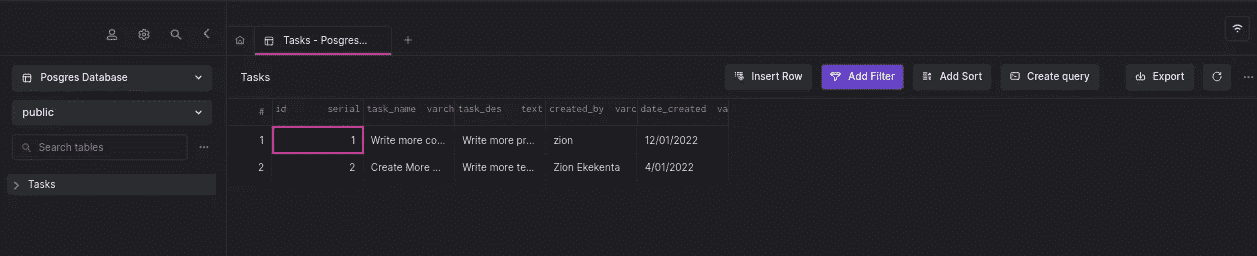 Tasks - Posgres...
Posgres Database
Tasks
Insert Row
Add Filter
Add Sort
Create query
Export
public
# id serial task_name varch task_des text created_by varc date_created va
1 1 Write more co... Write more pr... zion 12/01/2022
Search tables
2 2 Create More ... Write more te... Zion Ekekenta 4/01/2022
Tasks